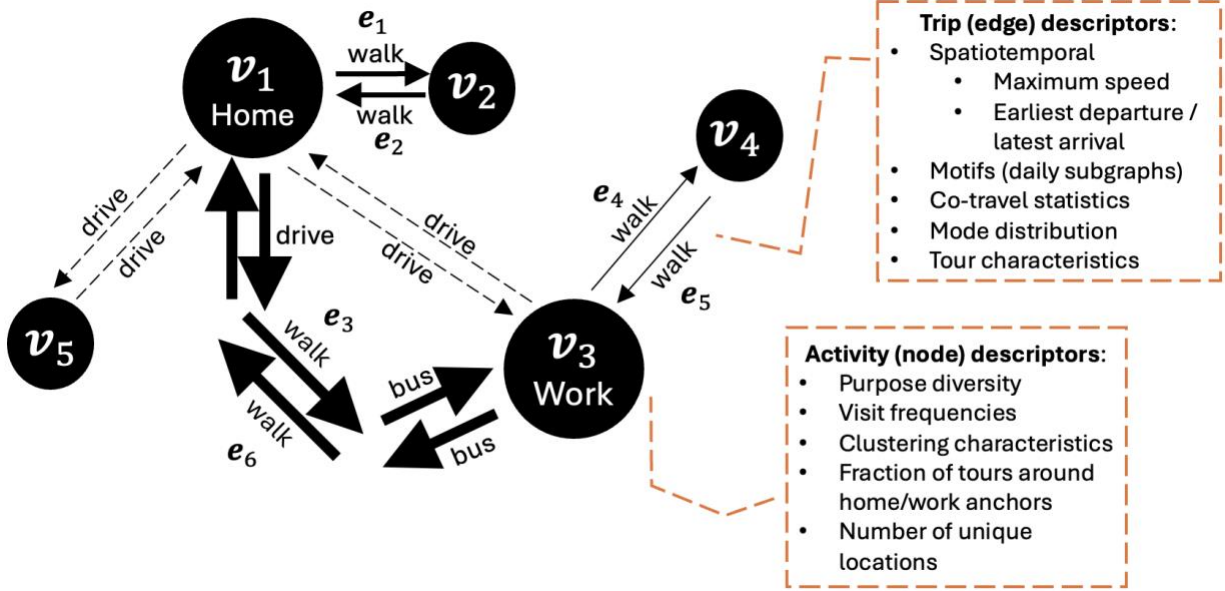 e1
walk
v1
Home
walk
e2
v2
drive
drive
drive
drive
drive
e3
walk
walk
e6
bus
bus
v3
Work
e4
walk
walk
e5
v4
v5
Trip (edge) descriptors:
• Spatiotemporal
• Maximum speed
• Earliest departure /
latest arrival
• Motifs (daily subgraphs)
• Co-travel statistics
• Mode distribution
• Tour characteristics
Activity (node) descriptors:
• Purpose diversity
• Visit frequencies
• Clustering characteristics
• Fraction of tours around
home/work anchors
• Number of unique
locations